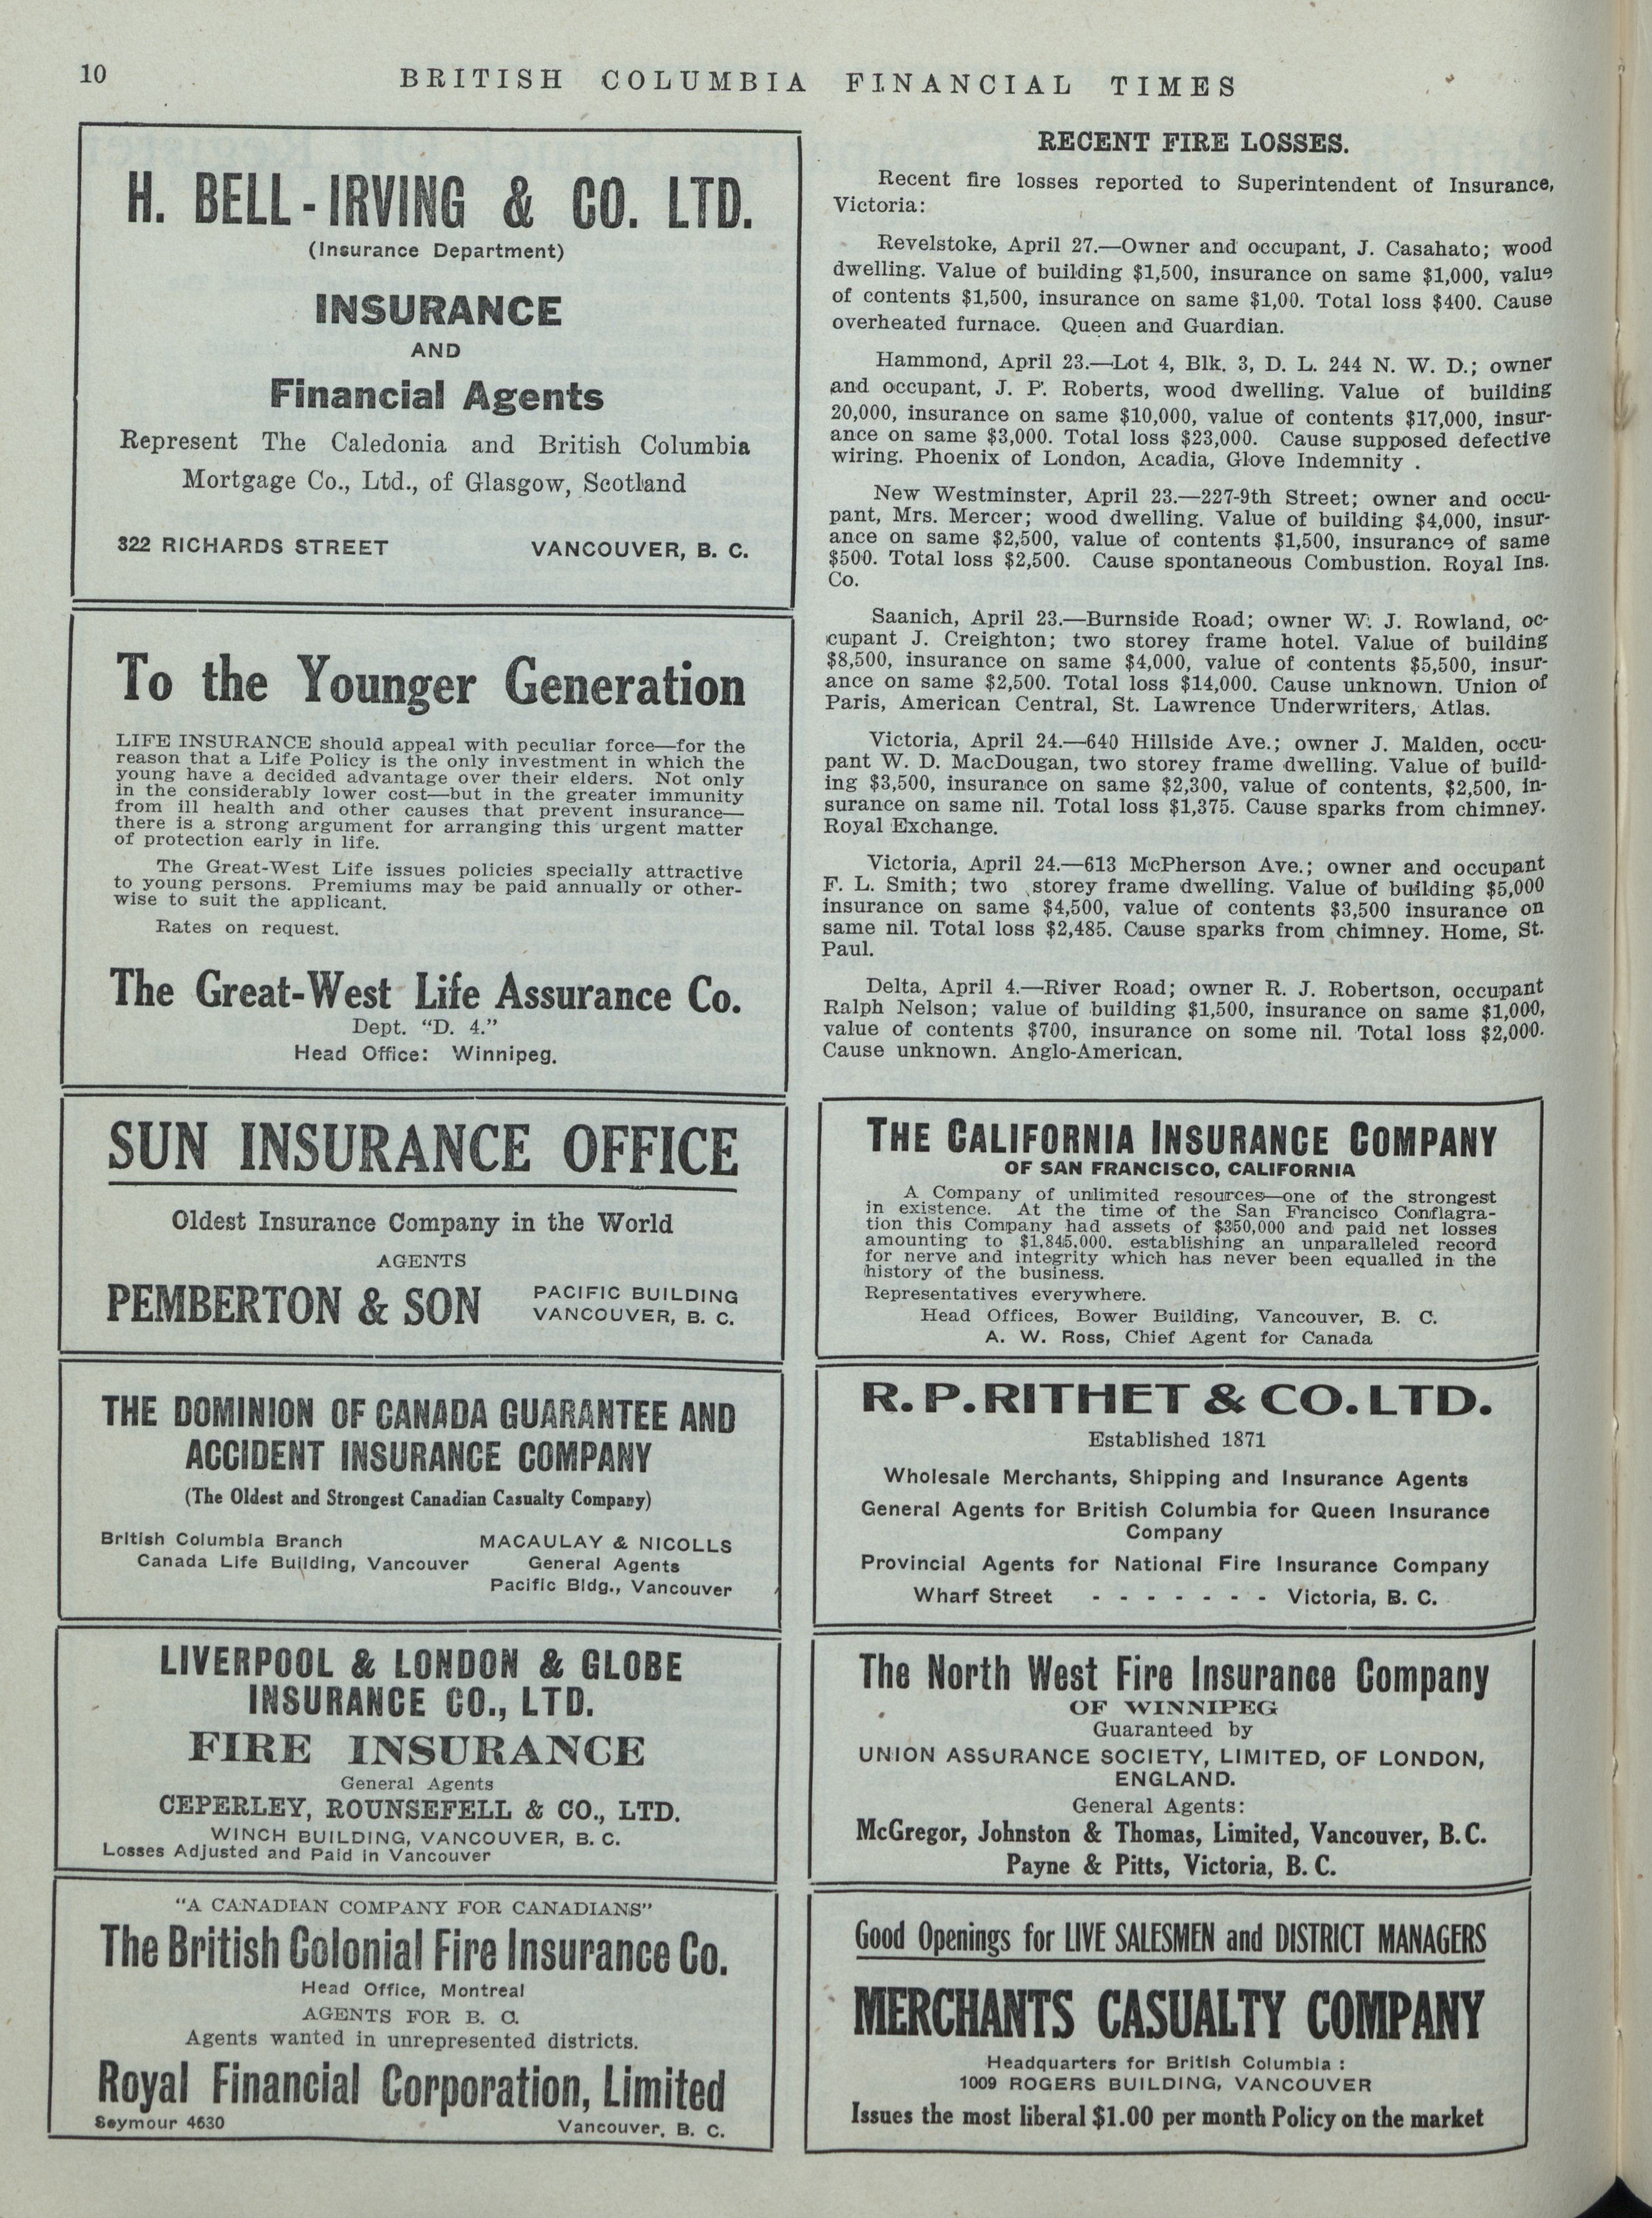 10
BRITISH COLUMBIA FINANCIAL TIMES
H. BELL-IRVING & CO. LTD.
(Insurance Department)
INSURANCE
AND
Financial Agents
Represent The Caledonia and British Columbia
Mortgage Co., Ltd., of Glasgow, Scotland
322 RICHARDS STREET VANCOUVER, B. C.
To the Younger Generation
LIFE INSURANCE should appeal with peculiar force—for the
reason that a Life Policy is the only investment in which the
young have a decided advantage over their elders. Not only
in the considerably lower cost—but in the greater immunity
from ill health and other causes that prevent insurance—
there is a strong argument for arranging this urgent matter
of protection early in life.
The Great-West Life issues policies specially attractive
to young persons. Premiums may be paid annually or other-
wise to suit the applicant.
Rates on request.
The Great-West Life Assurance Co.
Dept. "D. 4."
Head Office: Winnipeg.
SUN INSURANCE OFFICE
Oldest Insurance Company in the World
AGENTS
PEMBERTON & SON
PACIFIC BUILDING
VANCOUVER, B. C.
THE DOMINION OF CANADA GUARANTEE AND
ACCIDENT INSURANCE COMPANY
(The Oldest and Strongest Canadian Casualty Company)
British Columbia Branch
Canada Life Building, Vancouver
MACAULAY & NICOLLS
General Agents
Pacific Bldg., Vancouver
LIVERPOOL & LONDON & GLOBE
INSURANCE CO., LTD.
FIRE INSURANCE
General Agents
CEPERLEY, ROUNSEFELL & CO., LTD.
WINCH BUILDING, VANCOUVER, B. C.
Losses Adjusted and Paid in Vancouver
"A CANADIAN COMPANY FOR CANADIANS"
The British Colonial Fire Insurance Co.
Head Office, Montreal
AGENTS FOR B. C.
Agents wanted in unrepresented districts.
Royal Financial Corporation, Limited
Seymour 4630 Vancouver, B. C.
RECENT FIRE LOSSES.
Recent fire losses reported to Superintendent of Insurance,
Victoria:
Revelstoke, April 27.—Owner and occupant, J. Casahato; wood
dwelling. Value of building $1,500, insurance on same $1,000, value
of contents $1,500, insurance on same $1,00. Total loss $400. Cause
overheated furnace. Queen and Guardian.
Hammond, April 23.—Lot 4, Blk. 3, D. L. 244 N. W. D.; owner
and occupant, J. P. Roberts, wood dwelling. Value of building
20,000, insurance on same $10,000, value of contents $17,000, insur-
ance on same $3,000. Total loss $23,000. Cause supposed defective
wiring. Phoenix of London, Acadia, Glove Indemnity .
New Westminster, April 23.—227-9th Street; owner and occu-
pant, Mrs. Mercer; wood dwelling. Value of building $4,000, insur-
ance on same $2,500, value of contents $1,500, insurance of same
$500. Total loss $2,500. Cause spontaneous Combustion. Royal Ins.
Co.
Saanich, April 23.—Burnside Road; owner W. J. Rowland, oc-
cupant J. Creighton; two storey frame hotel. Value of building
$8,500, insurance on same $4,000, value of contents $5,500, insur-
ance on same $2,500. Total loss $14,000. Cause unknown. Union of
Paris, American Central, St. Lawrence Underwriters, Atlas.
Victoria, April 24.—640 Hillside Ave.; owner J. Malden, occu-
pant W. D. MacDougan, two storey frame dwelling. Value of build-
ing $3,500, insurance on same $2,300, value of contents, $2,500, in-
surance on same nil. Total loss $1,375. Cause sparks from chimney.
Royal Exchange.
Victoria, April 24.—613 McPherson Ave.; owner and occupant
F. L. Smith; two storey frame dwelling. Value of building $5,000
insurance on same $4,500, value of contents $3,500 insurance on
same nil. Total loss $2,485. Cause sparks from chimney. Home, St.
Paul.
Delta, April 4.—River Road; owner R. J. Robertson, occupant
Ralph Nelson; value of building $1,500, insurance on same $1,000,
value of contents $700, insurance on some nil. Total loss $2,000.
Cause unknown. Anglo-American.
THE CALIFORNIA INSURANCE COMPANY
OF SAN FRANCISCO, CALIFORNIA
A Company of unlimited resources—one of the strongest
in existence. At the time of the San Francisco Conflagra-
tion this Company had assets of $350,000 and paid net losses
amounting to $1,845,000. establishing an unparalleled record
for nerve and integrity which has never been equalled in the
history of the business.
Representatives everywhere.
Head Offices, Bower Building, Vancouver, B. C.
A. W. Ross, Chief Agent for Canada
R. P. RITHET & CO. LTD.
Established 1871
Wholesale Merchants, Shipping and Insurance Agents
General Agents for British Columbia for Queen Insurance
Company
Provincial Agents for National Fire Insurance Company
Wharf Street - - - - - - - Victoria, B. C.
The North West Fire Insurance Company
OF WINNIPEG
Guaranteed by
UNION ASSURANCE SOCIETY, LIMITED, OF LONDON,
ENGLAND.
General Agents:
McGregor, Johnston & Thomas, Limited, Vancouver, B. C.
Payne & Pitts, Victoria, B. C.
Good Openings for LIVE SALESMEN and DISTRICT MANAGERS
MERCHANTS CASUALTY COMPANY
Headquarters for British Columbia :
1009 ROGERS BUILDING, VANCOUVER
Issues the most liberal $1.00 per month Policy on the market